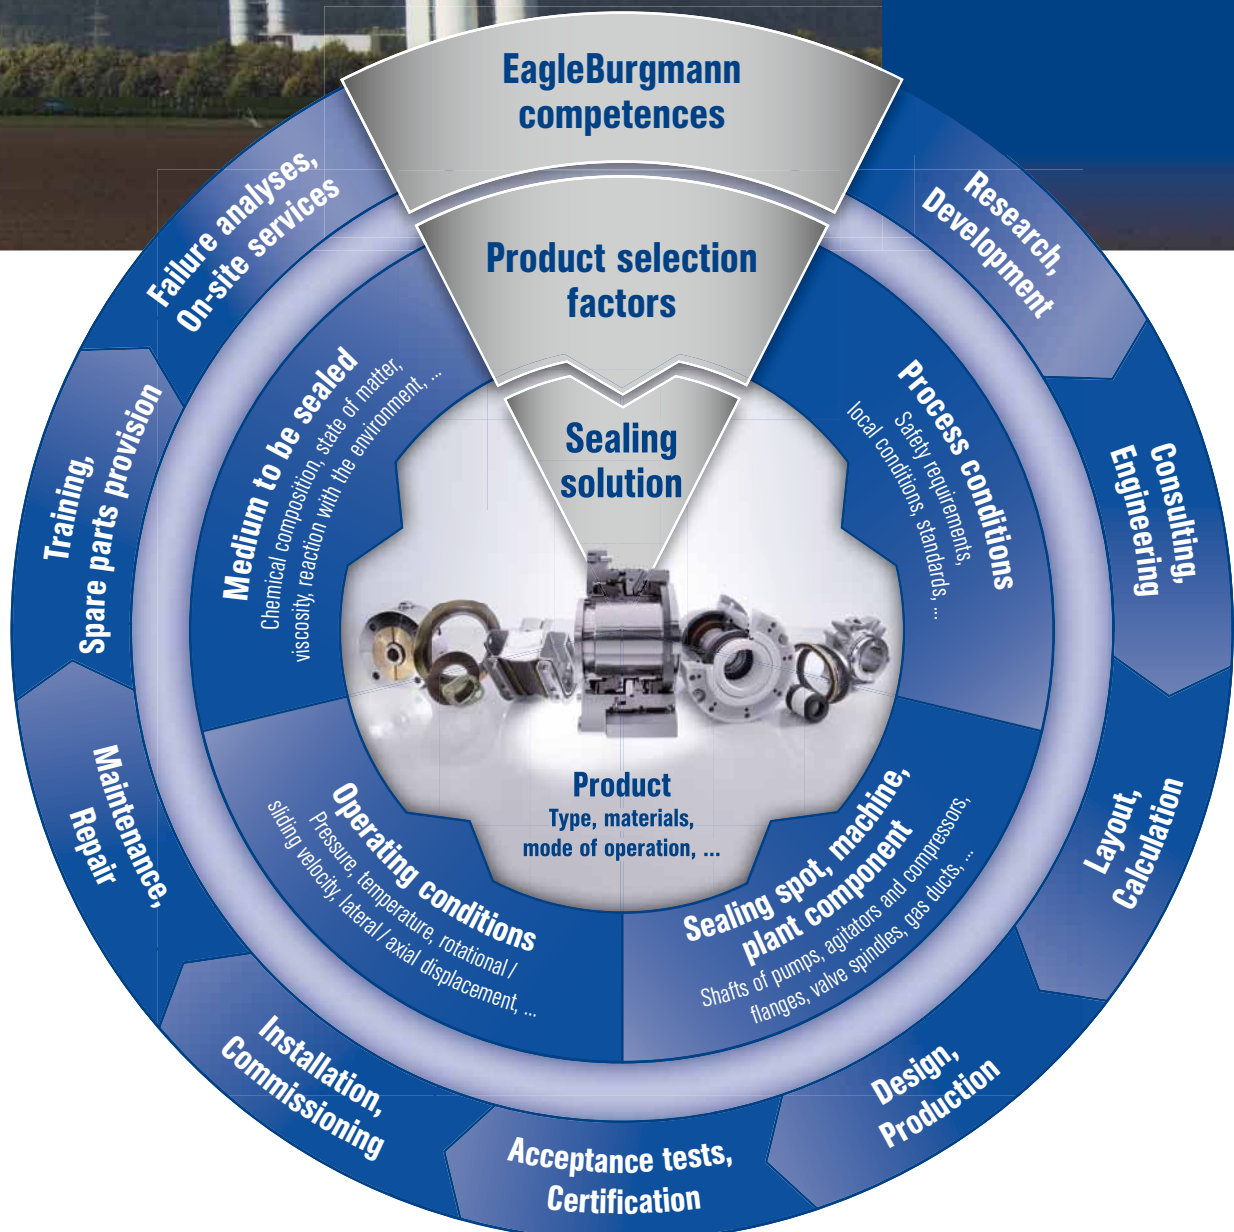 EagleBurgmann
competences
Product selection
factors
Sealing
solution
Research,
Development
Consulting,
Engineering
Layout,
Calculation
Design,
Production
Acceptance tests,
Certification
Installation,
Commissioning
Maintenance,
Repair
Training,
Spare parts provision
Failure analyses,
On-site services
Process conditions
Safety requirements,
local conditions, standards, ...
Sealing spot, machine,
plant component
Shafts of pumps, agitators and compressors,
flanges, valve spindles, gas ducts, ...
Operating conditions
Pressure, temperature, rotational /
sliding velocity, lateral / axial displacement, ...
Medium to be sealed
Chemical composition, state of matter,
viscosity, reaction with the environment, ...
Product
Type, materials,
mode of operation, ...